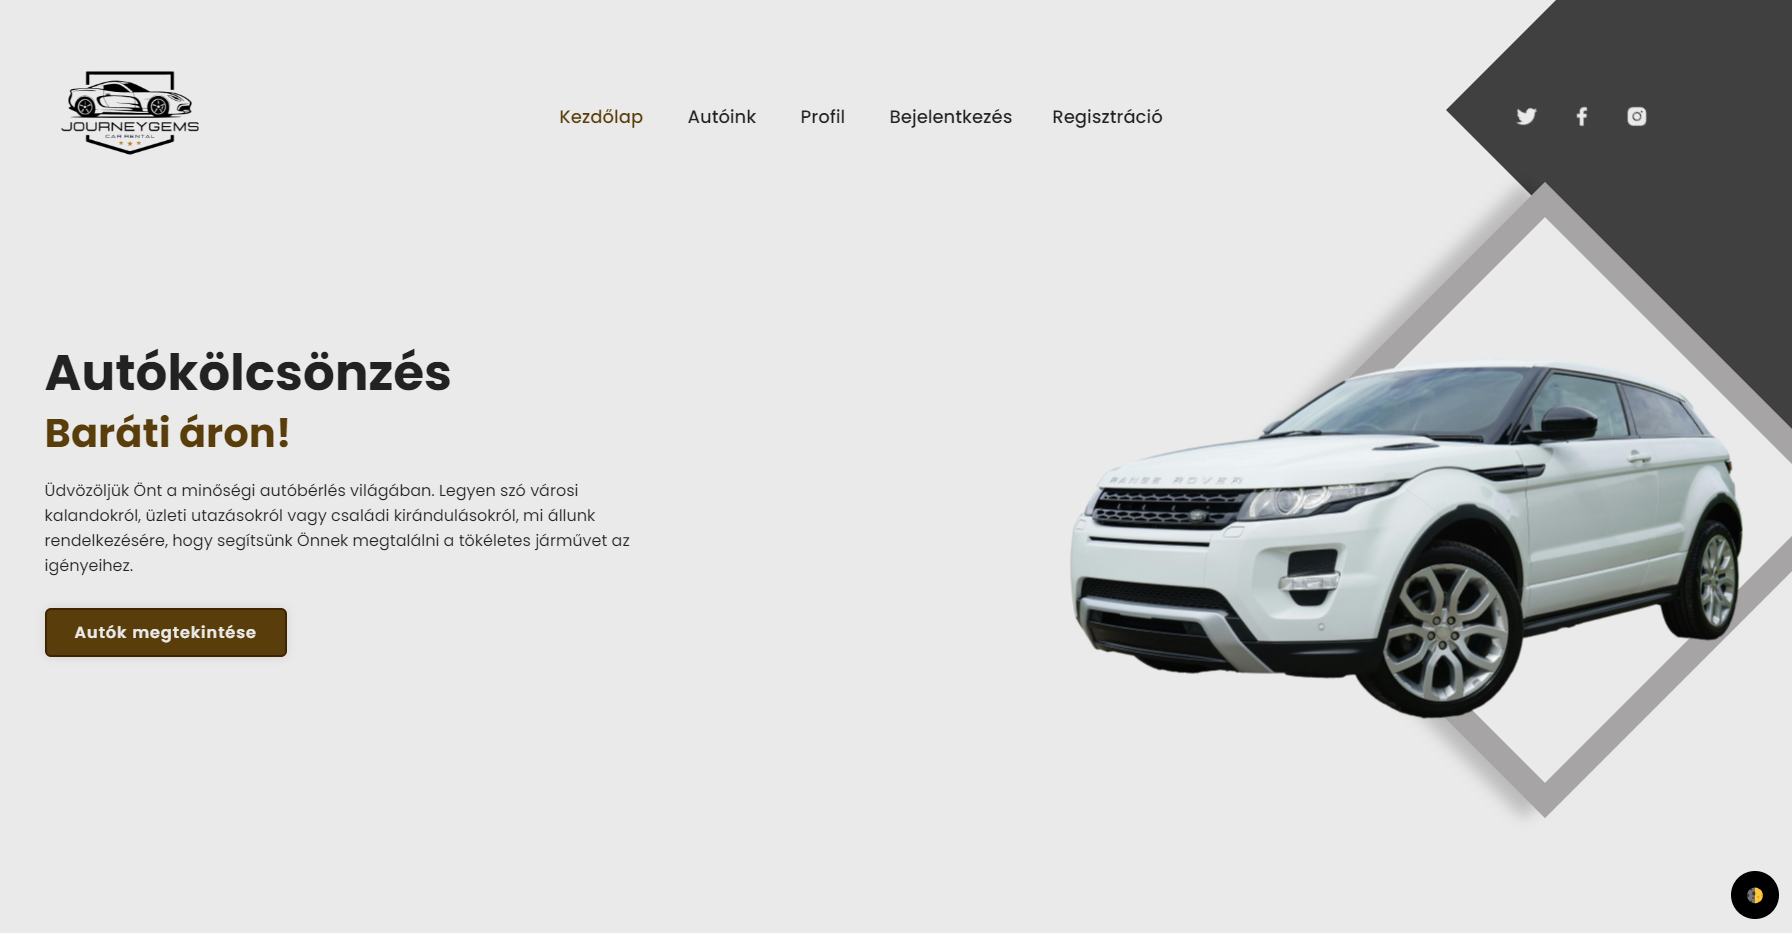 JOURNEYGEMS
CAR RENTAL
Kezdőlap
Autóink
Profil
Bejelentkezés
Regisztráció
Autókölcsönzés
Baráti áron!
Üdvözöljük Önt a minőségi autóbérlés világában. Legyen szó városi
kalandokról, üzleti utazásokról vagy családi kirándulásokról, mi állunk
rendelkezésére, hogy segítsünk Önnek megtalálni a tökéletes járművet az
igényeihez.
Autók megtekintése
RANGE ROVER